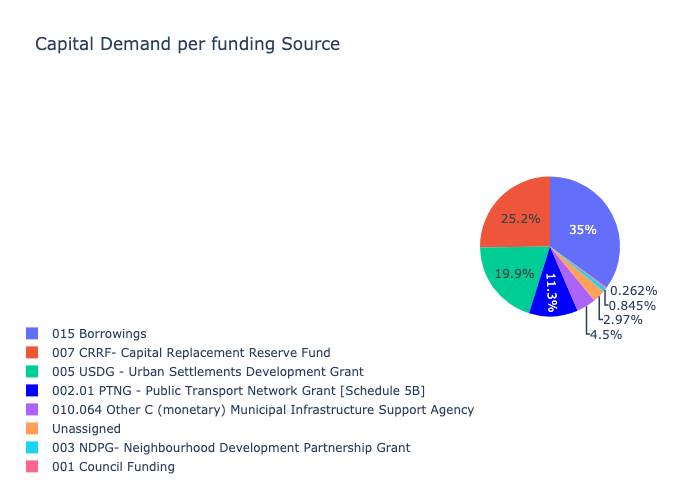 Capital Demand per funding Source
25.2%
35%
19.9%
11.3%
0.262%
0.845%
2.97%
4.5%
015 Borrowings
007 CRRF- Capital Replacement Reserve Fund
005 USDG - Urban Settlements Development Grant
002.01 PTNG - Public Transport Network Grant [Schedule 5B]
010.064 Other C (monetary) Municipal Infrastructure Support Agency
Unassigned
003 NDPG- Neighbourhood Development Partnership Grant
001 Council Funding